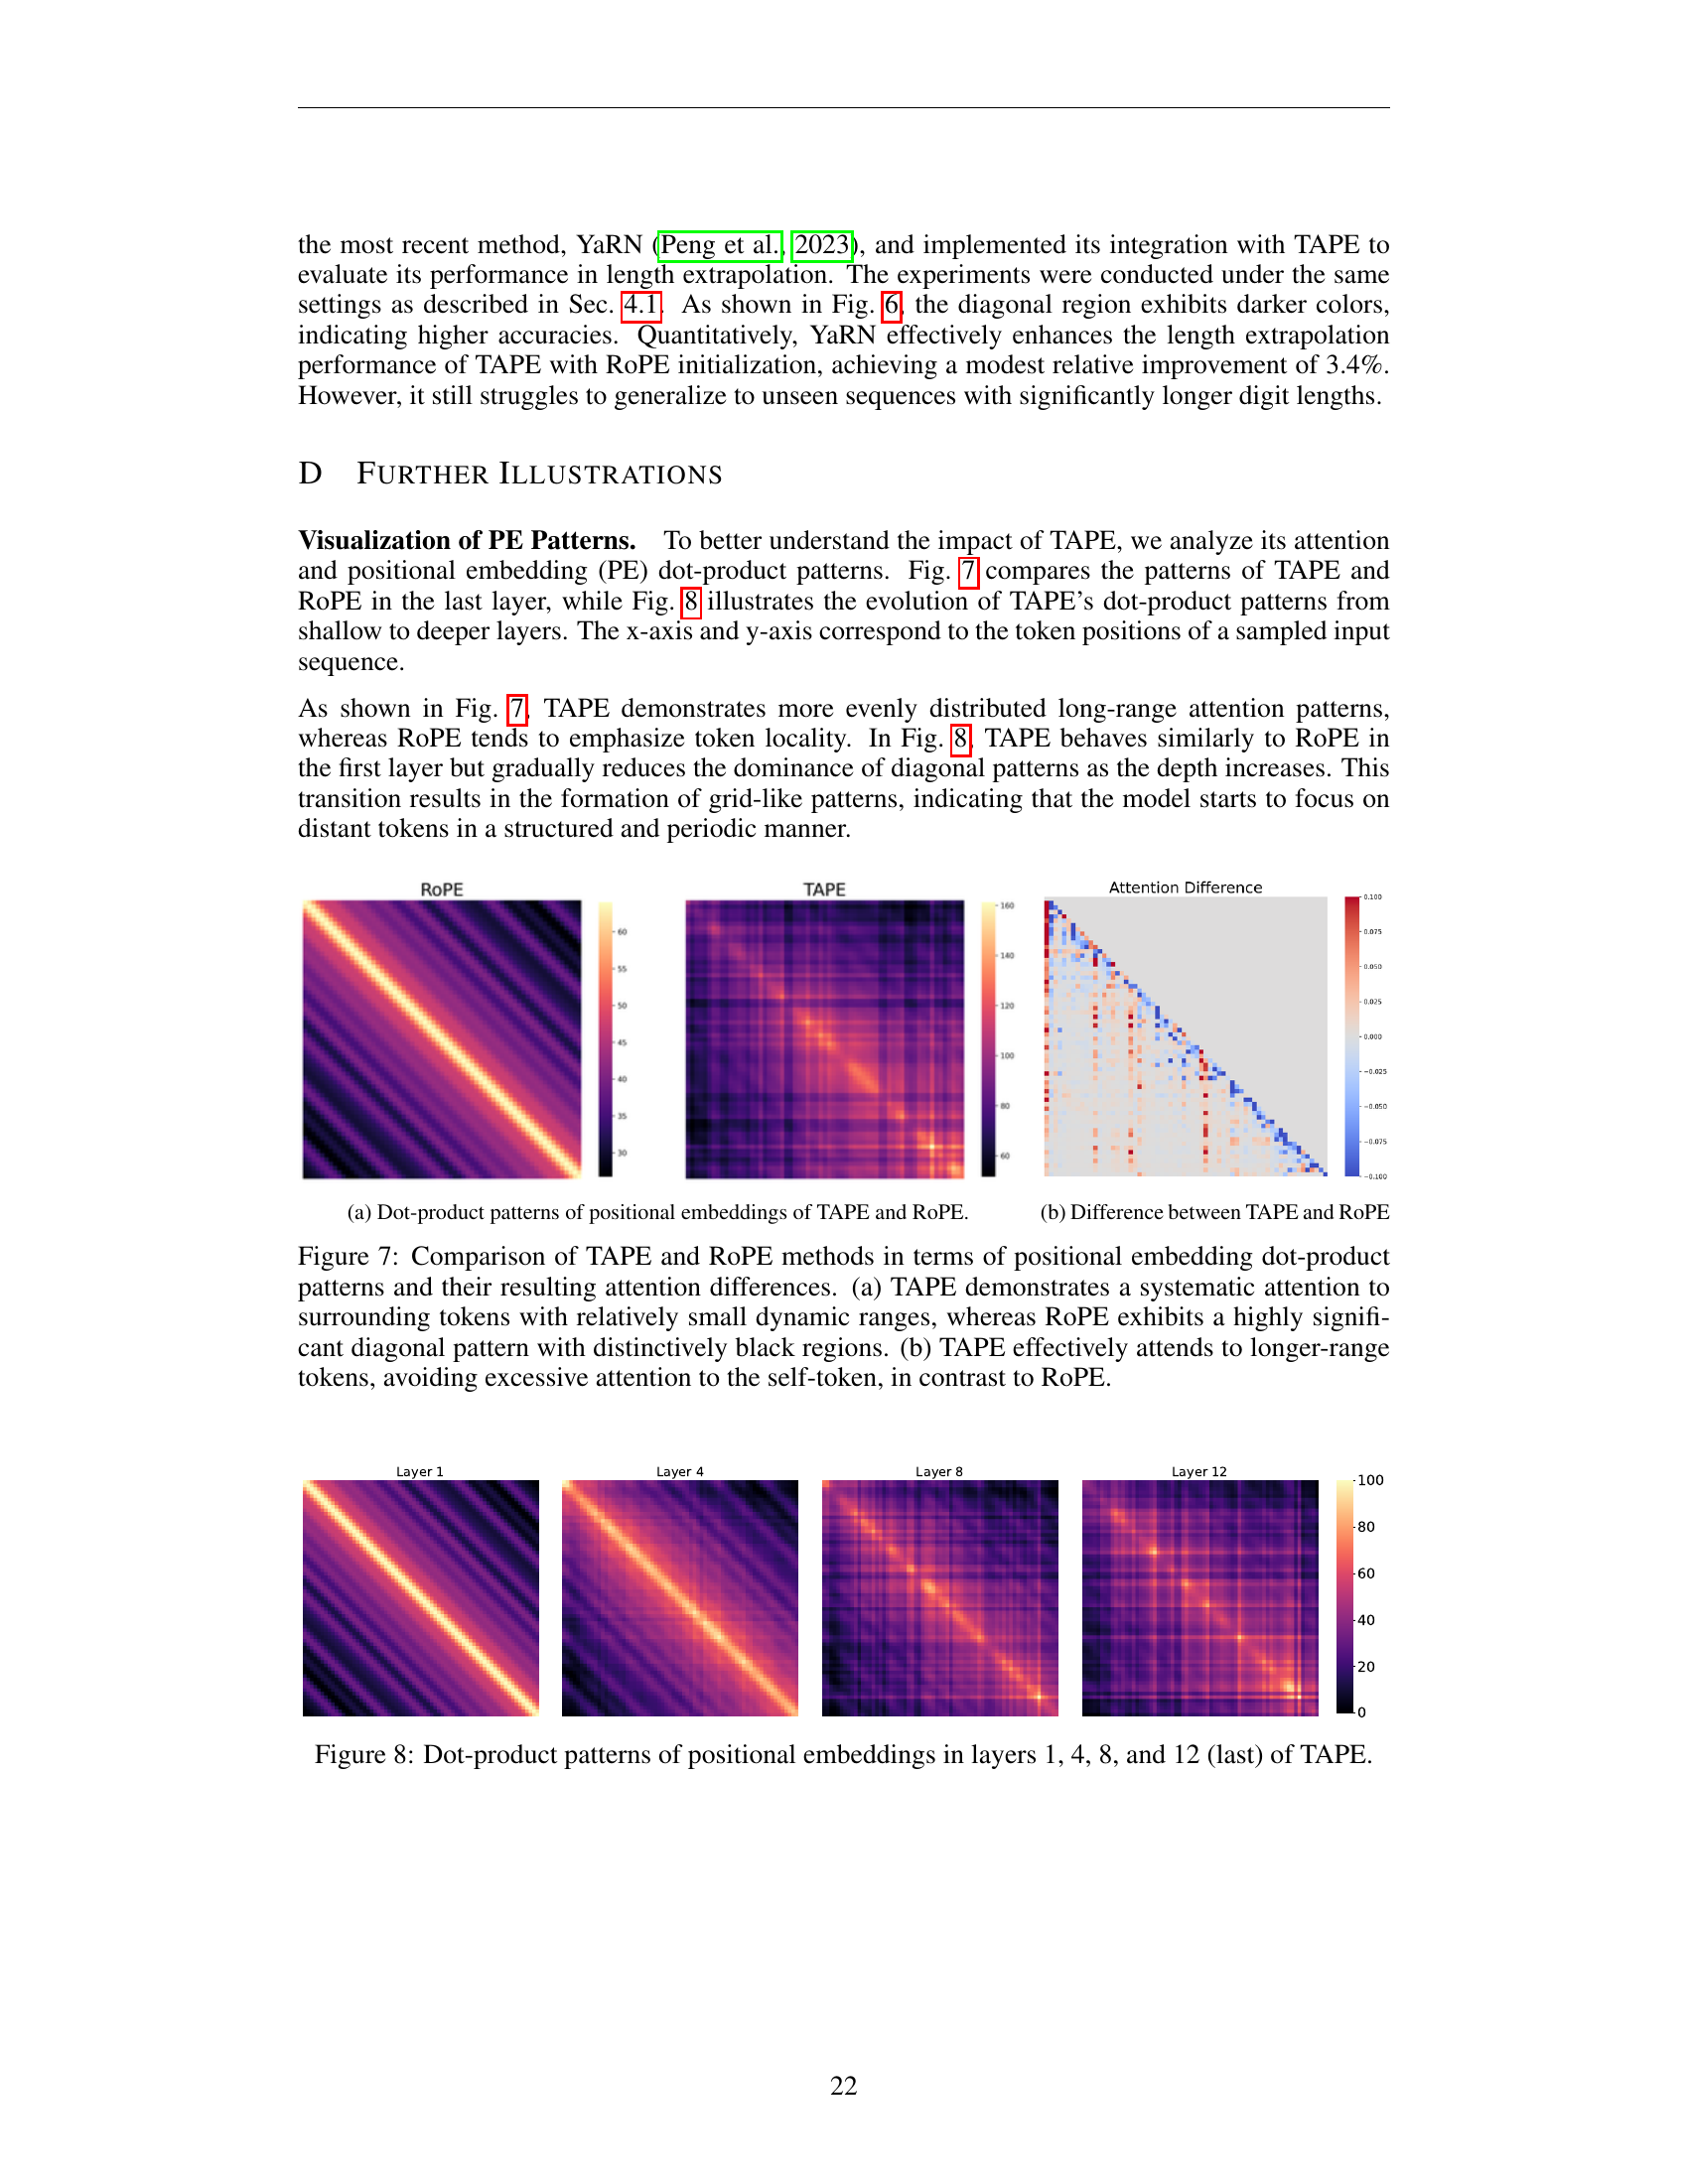 the most recent method, YaRN (Peng et al., 2023), and implemented its integration with TAPE to
evaluate its performance in length extrapolation. The experiments were conducted under the same
settings as described in Sec. 4.1. As shown in Fig. 6, the diagonal region exhibits darker colors,
indicating higher accuracies. Quantitatively, YaRN effectively enhances the length extrapolation
performance of TAPE with RoPE initialization, achieving a modest relative improvement of 3.4%.
However, it still struggles to generalize to unseen sequences with significantly longer digit lengths.
D FURTHER ILLUSTRATIONS
Visualization of PE Patterns. To better understand the impact of TAPE, we analyze its attention
and positional embedding (PE) dot-product patterns. Fig. 7 compares the patterns of TAPE and
RoPE in the last layer, while Fig. 8 illustrates the evolution of TAPE's dot-product patterns from
shallow to deeper layers. The x-axis and y-axis correspond to the token positions of a sampled input
sequence.
As shown in Fig. 7, TAPE demonstrates more evenly distributed long-range attention patterns,
whereas RoPE tends to emphasize token locality. In Fig. 8, TAPE behaves similarly to RoPE in
the first layer but gradually reduces the dominance of diagonal patterns as the depth increases. This
transition results in the formation of grid-like patterns, indicating that the model starts to focus on
distant tokens in a structured and periodic manner.
RoPE
60
55
50
45
40
35
30
TAPE
160
140
120
100
80
60
Attention Difference
0.100
0.075
0.050
0.025
0.000
−0.025
−0.050
−0.075
−0.100
(a) Dot-product patterns of positional embeddings of TAPE and RoPE.
(b) Difference between TAPE and RoPE
Figure 7: Comparison of TAPE and RoPE methods in terms of positional embedding dot-product
patterns and their resulting attention differences. (a) TAPE demonstrates a systematic attention to
surrounding tokens with relatively small dynamic ranges, whereas RoPE exhibits a highly signifi-
cant diagonal pattern with distinctively black regions. (b) TAPE effectively attends to longer-range
tokens, avoiding excessive attention to the self-token, in contrast to RoPE.
Layer 1
Layer 4
Layer 8
Layer 12
100
80
60
40
20
0
Figure 8: Dot-product patterns of positional embeddings in layers 1, 4, 8, and 12 (last) of TAPE.
22